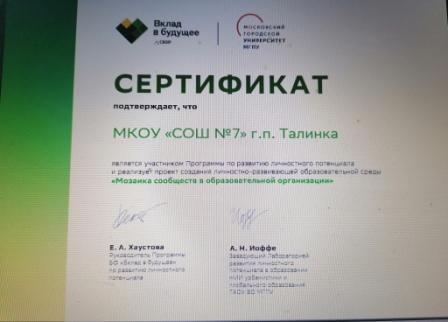 Вклад
в будущее
МОСКОВСКИЙ
ГОРОДСКОЙ
УНИВЕРСИТЕТ
МГПУ
СЕРТИФИКАТ
подтверждает, что
МКОУ «СОШ №7» г.п. Талинка
является участником Программы по развитию личностного потенциала
и реализует проект создания личностно-развивающей образовательной среды
«Мозаика сообществ в образовательной организации»
Е. А. Хаустова
Руководитель Программы
БФ «Вклад в будущее»
по развитию личностного
потенциала
А. Н. Иоффе
Заведующий Лабораторией
развития личностного
потенциала в образовании
НИИ урбанистики и
глобального образования
ГАОУ ВО МГПУ